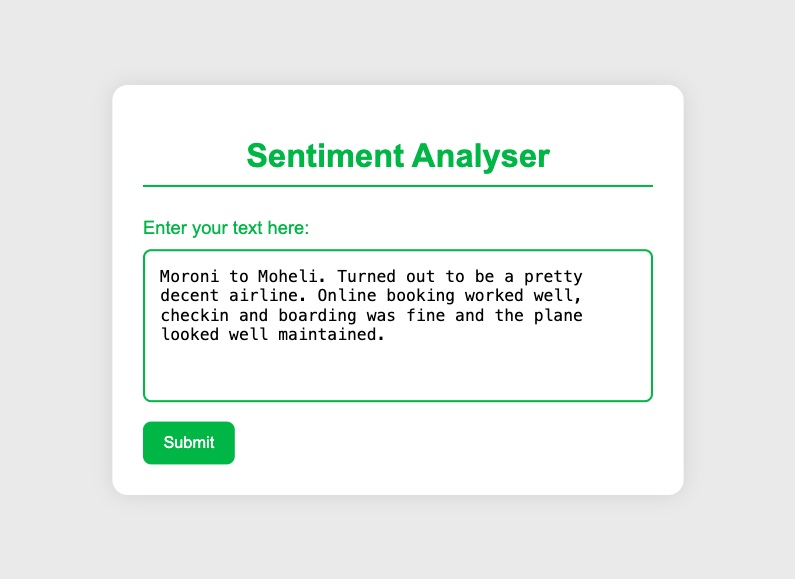 Sentiment Analyser
Enter your text here:
Moroni to Moheli. Turned out to be a pretty
decent airline. Online booking worked well,
checkin and boarding was fine and the plane
looked well maintained.
Submit